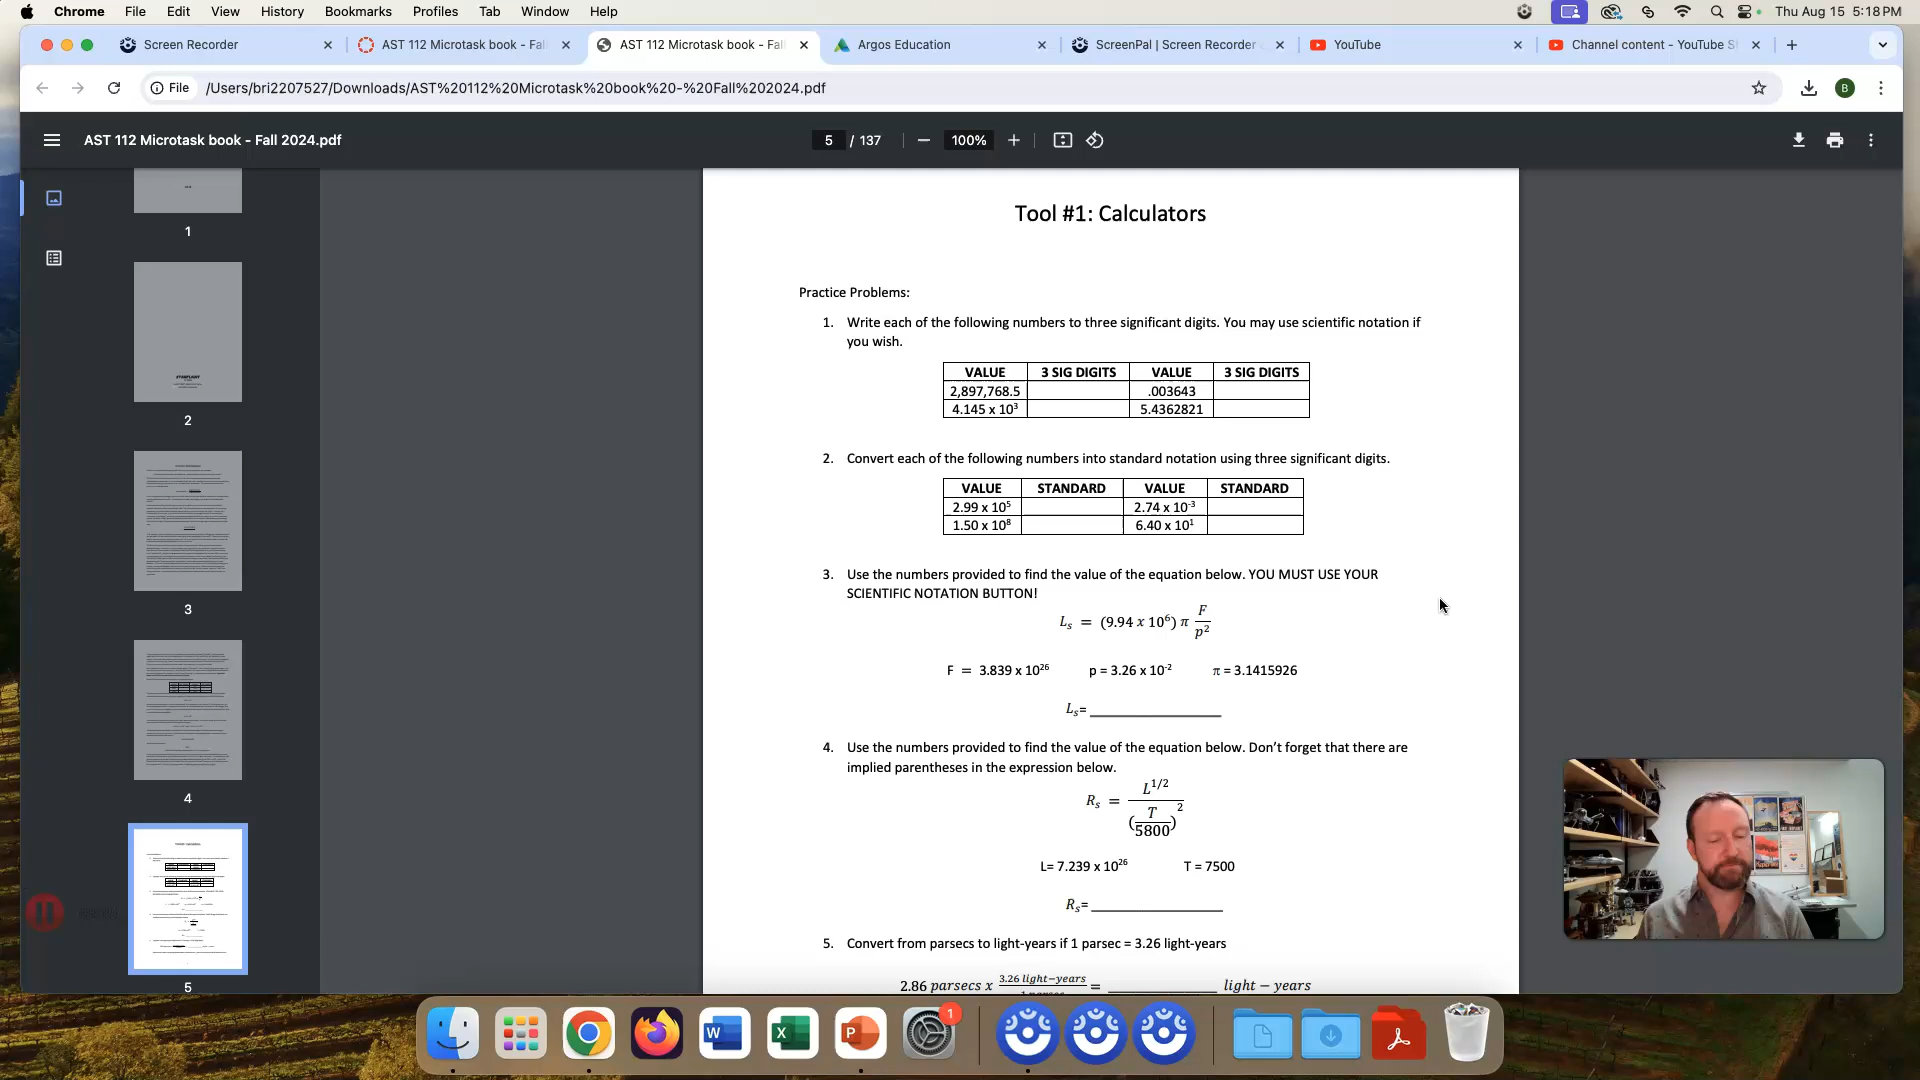 Chrome File Edit View History Bookmarks Profiles Tab Window Help Thu Aug 15 5:18 PM
Screen Recorder AST 112 Microtask book - Fal AST 112 Microtask book - Fal Argos Education ScreenPal | Screen Recorder YouTube Channel content - YouTube S
File /Users/bri2207527/Downloads/AST%20112%20Microtask%20book%20-%20Fall%202024.pdf B
AST 112 Microtask book - Fall 2024.pdf 5 / 137 100%
1
2
3
4
5
Tool #1: Calculators
Practice Problems:
1. Write each of the following numbers to three significant digits. You may use scientific notation if
you wish.
VALUE 3 SIG DIGITS VALUE 3 SIG DIGITS
2,897,768.5 .003643
4.145 x 10³ 5.4362821
2. Convert each of the following numbers into standard notation using three significant digits.
VALUE STANDARD VALUE STANDARD
2.99 x 10⁵ 2.74 x 10⁻³
1.50 x 10⁸ 6.40 x 10¹
3. Use the numbers provided to find the value of the equation below. YOU MUST USE YOUR
SCIENTIFIC NOTATION BUTTON!
Lₛ = (9.94 x 10⁶) π F/p²
F = 3.839 x 10²⁶ p = 3.26 x 10⁻² π = 3.1415926
Lₛ= ____
4. Use the numbers provided to find the value of the equation below. Don't forget that there are
implied parentheses in the expression below.
Rₛ = L^1/2 / (T/5800)²
L= 7.239 x 10²⁶ T = 7500
Rₛ= ____
5. Convert from parsecs to light-years if 1 parsec = 3.26 light-years
2.86 parsecs x 3.26 light−years = ____ light − years
1